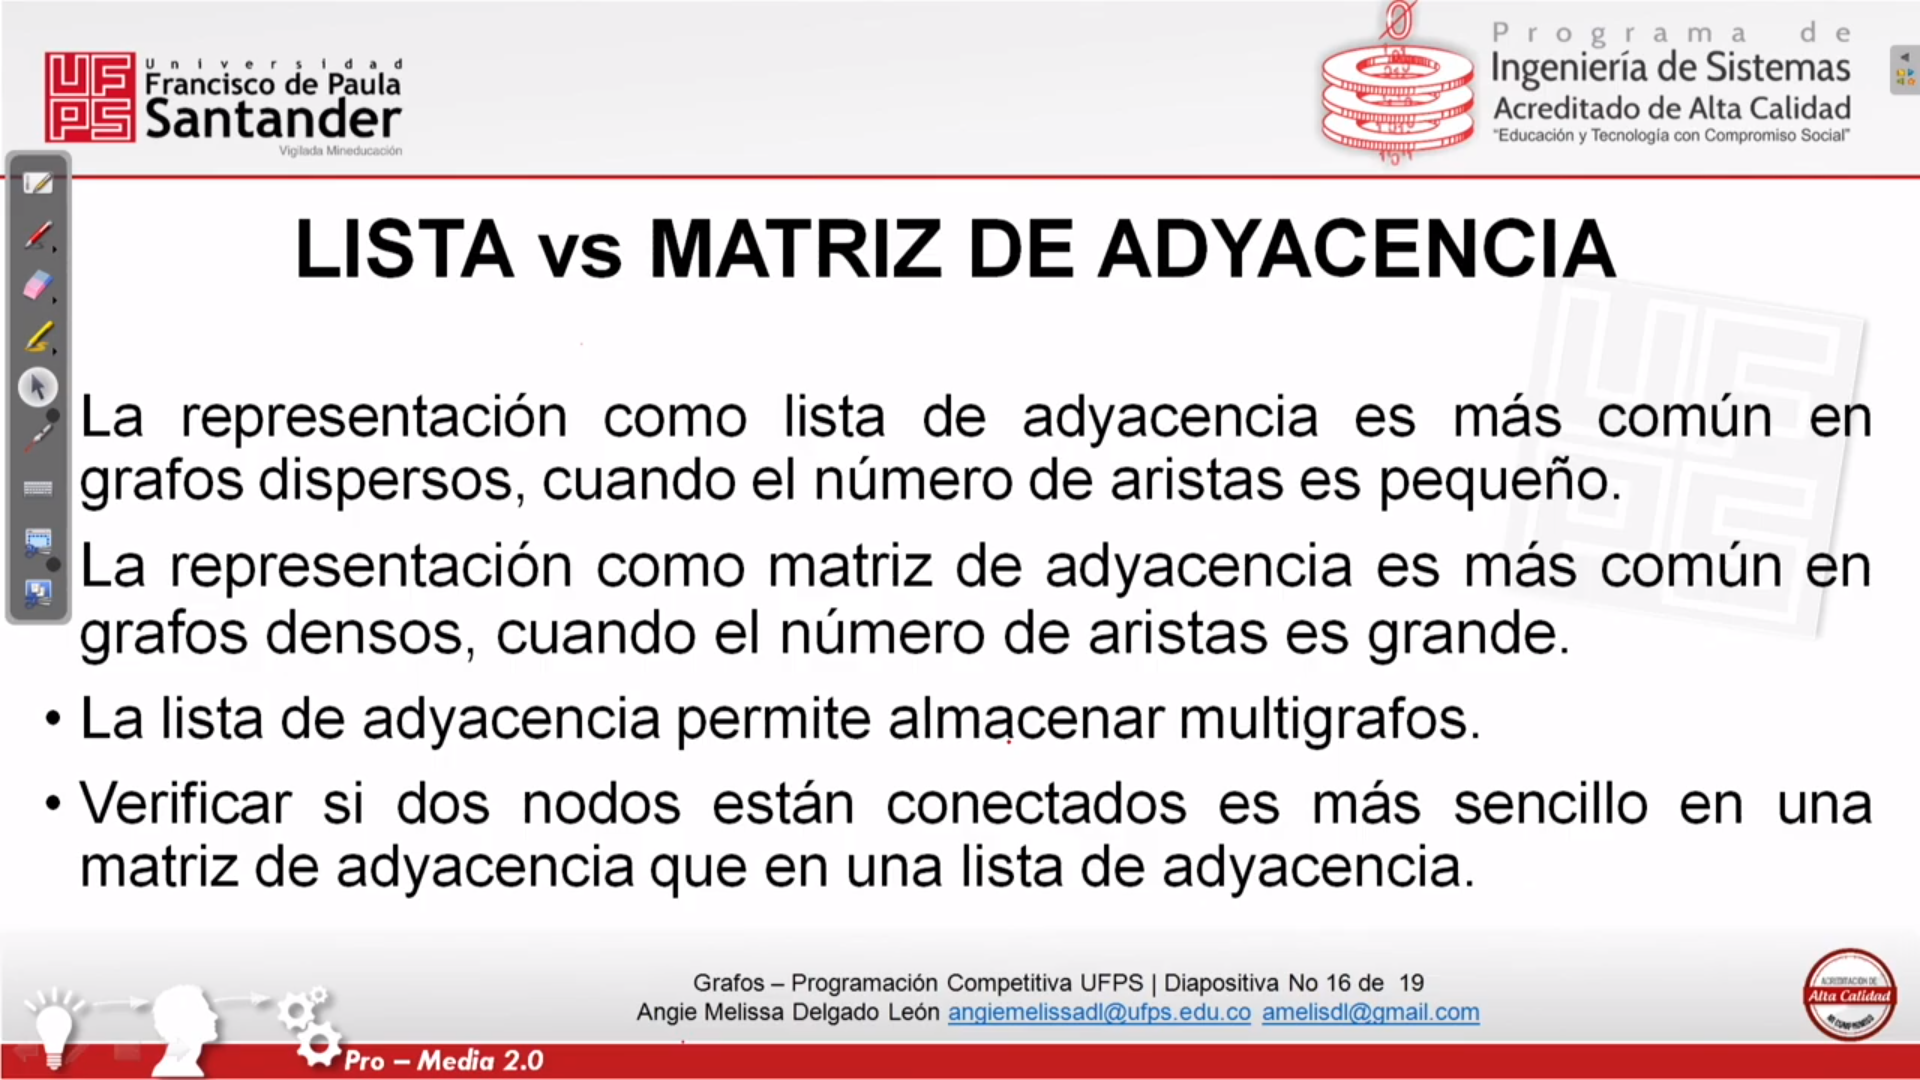 UFPS
Universidad
Francisco de Paula
Santander
Vigilada Mineducación
Programa de
Ingeniería de Sistemas
Acreditado de Alta Calidad
"Educación y Tecnología con Compromiso Social"
LISTA vs MATRIZ DE ADYACENCIA
La representación como lista de adyacencia es más común en
grafos dispersos, cuando el número de aristas es pequeño.
La representación como matriz de adyacencia es más común en
grafos densos, cuando el número de aristas es grande.
• La lista de adyacencia permite almacenar multigrafos.
• Verificar si dos nodos están conectados es más sencillo en una
matriz de adyacencia que en una lista de adyacencia.
Grafos – Programación Competitiva UFPS | Diapositiva No 16 de 19
Angie Melissa Delgado León angiemelissadl@ufps.edu.co amelisdl@gmail.com
ACREDITACIÓN DE
Alta Calidad
Pro – Media 2.0